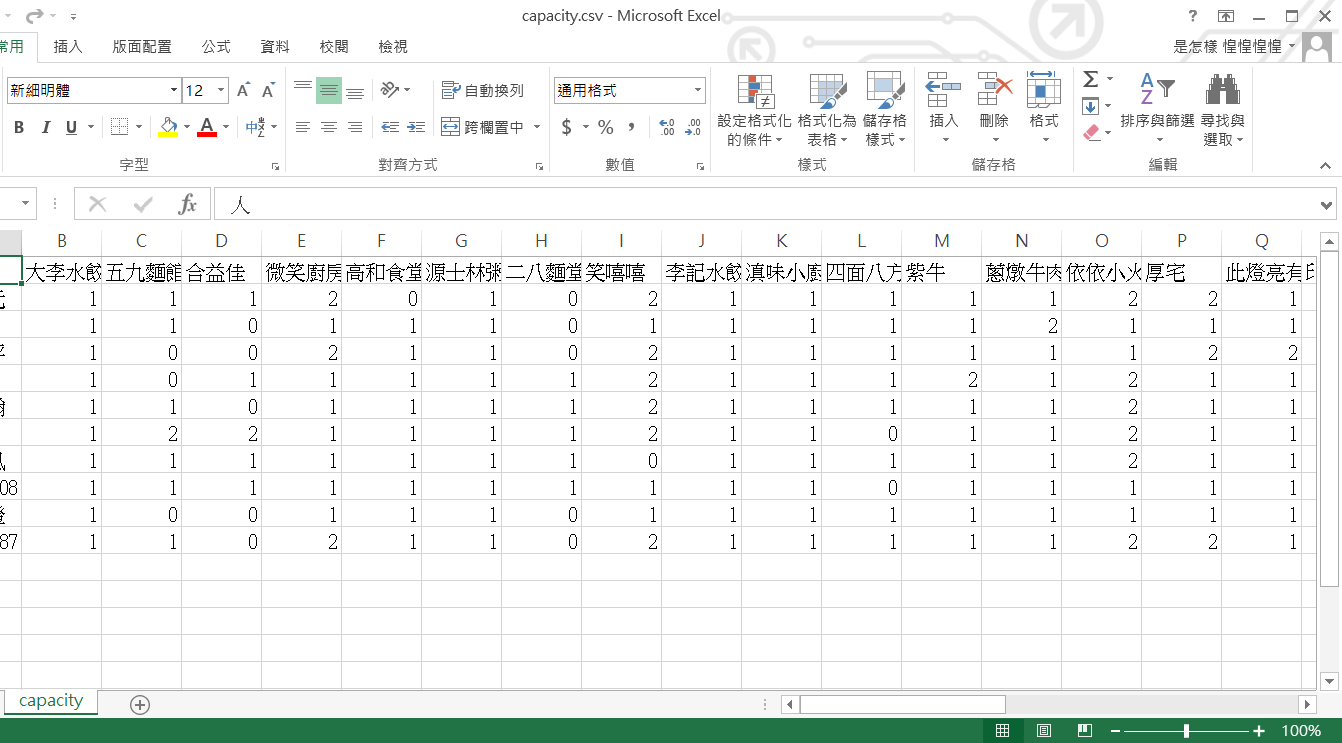 capacity.csv - Microsoft Excel
?
常用 插入 版面配置 公式 資料 校閱 檢視 是怎樣 惶惶惶惶
新細明體 12 A A 自動換列 通用格式
B I U A 中 跨欄置中 $ % , .00 .0
設定格式化的條件 格式化為表格 儲存格樣式 插入 刪除 格式 Σ 排序與篩選 尋找與選取
字型 對齊方式 數值 樣式 儲存格 編輯
fx 人
B C D E F G H I J K L M N O P Q
大李水餃 五九麵館 合益佳 微笑廚房 高和食堂 源士林粥 二八麵堂 笑嘻嘻 李記水餃 滇味小廚 四面八方 紫牛 蔥燉牛肉 依依小火 厚宅 此燈亮有
1 1 1 2 0 1 0 2 1 1 1 1 1 2 2 1
1 1 0 1 1 1 0 1 1 1 1 1 2 1 1 1
1 0 0 2 1 1 0 2 1 1 1 1 1 1 2 2
1 0 1 1 1 1 1 2 1 1 1 2 1 2 1 1
1 1 0 1 1 1 1 2 1 1 1 1 1 2 1 1
1 2 2 1 1 1 1 2 1 1 0 1 1 2 1 1
1 1 1 1 1 1 1 0 1 1 1 1 1 2 1 1
08 1 1 1 1 1 1 1 1 1 1 0 1 1 1 1 1
1 0 0 1 1 1 0 1 1 1 1 1 1 1 1 1
87 1 1 0 2 1 1 0 2 1 1 1 1 1 2 2 1
capacity
100%